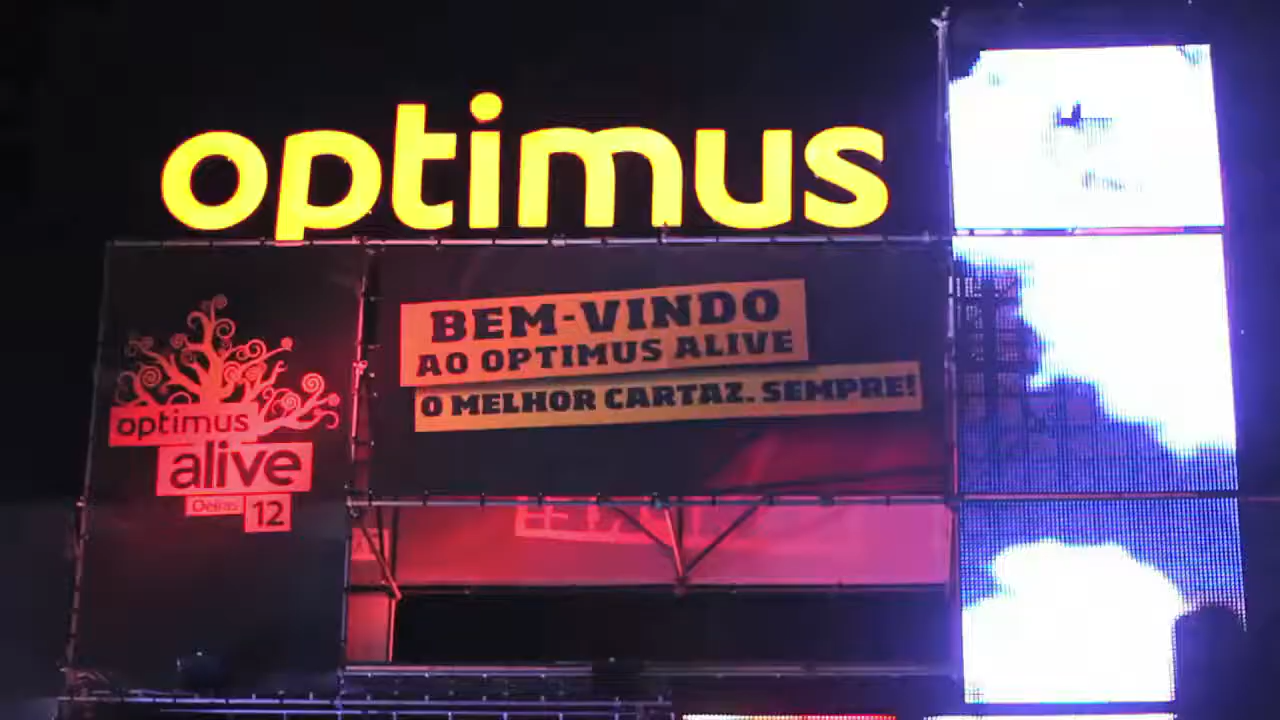 optimus
BEM-VINDO
AO OPTIMUS ALIVE
O MELHOR CARTAZ. SEMPRE!
optimus
alive
Oeiras
12